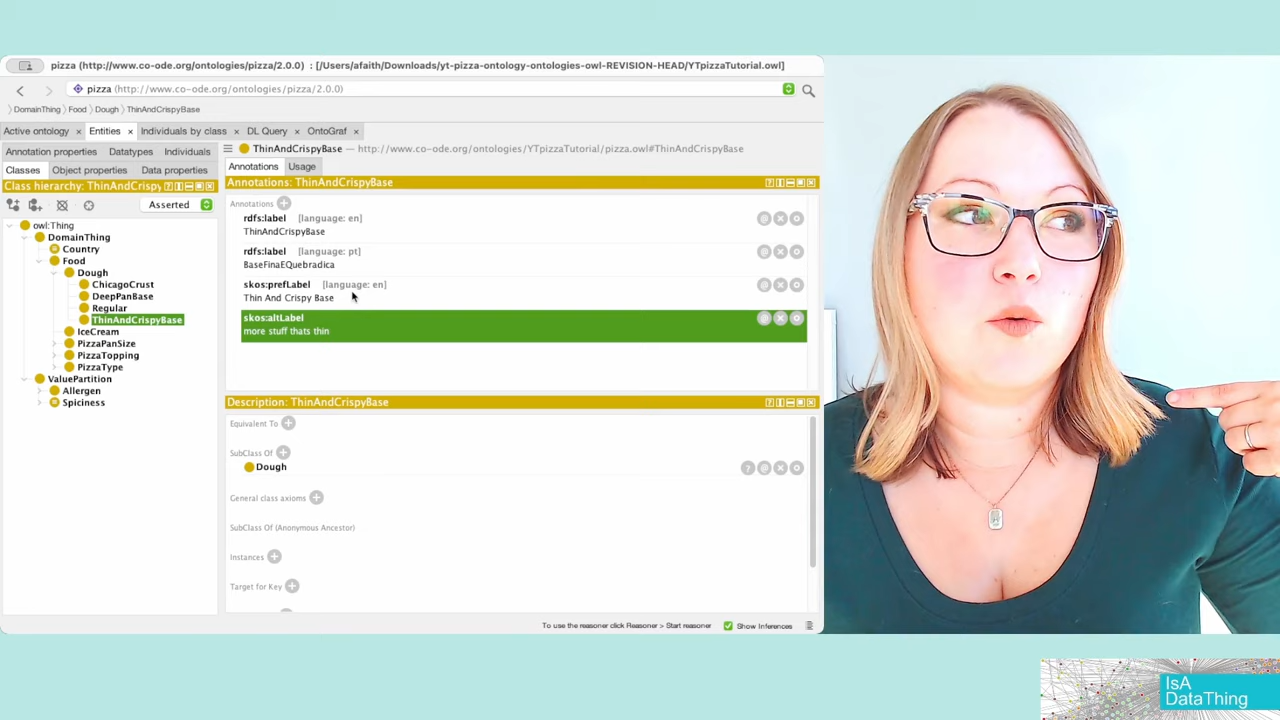 pizza (http://www.co-ode.org/ontologies/pizza/2.0.0) : [/Users/afaith/Downloads/yt-pizza-ontology-ontologies-owl-REVISION-HEAD/YTpizzaTutorial.owl]
pizza (http://www.co-ode.org/ontologies/pizza/2.0.0)
DomainThing Food Dough ThinAndCrispyBase
Active ontology × Entities × Individuals by class × DL Query × OntoGraf ×
Annotation properties Datatypes Individuals
Classes Object properties Data properties
Class hierarchy: ThinAndCrispy
Asserted
owl:Thing
DomainThing
Country
Food
Dough
ChicagoCrust
DeepPanBase
Regular
ThinAndCrispyBase
IceCream
PizzaPanSize
PizzaTopping
PizzaType
ValuePartition
Allergen
Spiciness
ThinAndCrispyBase — http://www.co-ode.org/ontologies/YTpizzaTutorial/pizza.owl#ThinAndCrispyBase
Annotations Usage
Annotations: ThinAndCrispyBase
Annotations
rdfs:label [language: en]
ThinAndCrispyBase
rdfs:label [language: pt]
BaseFinaEQuebradica
skos:prefLabel [language: en]
Thin And Crispy Base
skos:altLabel
more stuff thats thin
Description: ThinAndCrispyBase
Equivalent To
SubClass Of
Dough
General class axioms
SubClass Of (Anonymous Ancestor)
Instances
Target for Key
To use the reasoner click Reasoner > Start reasoner Show Inferences
IsA
DataThing